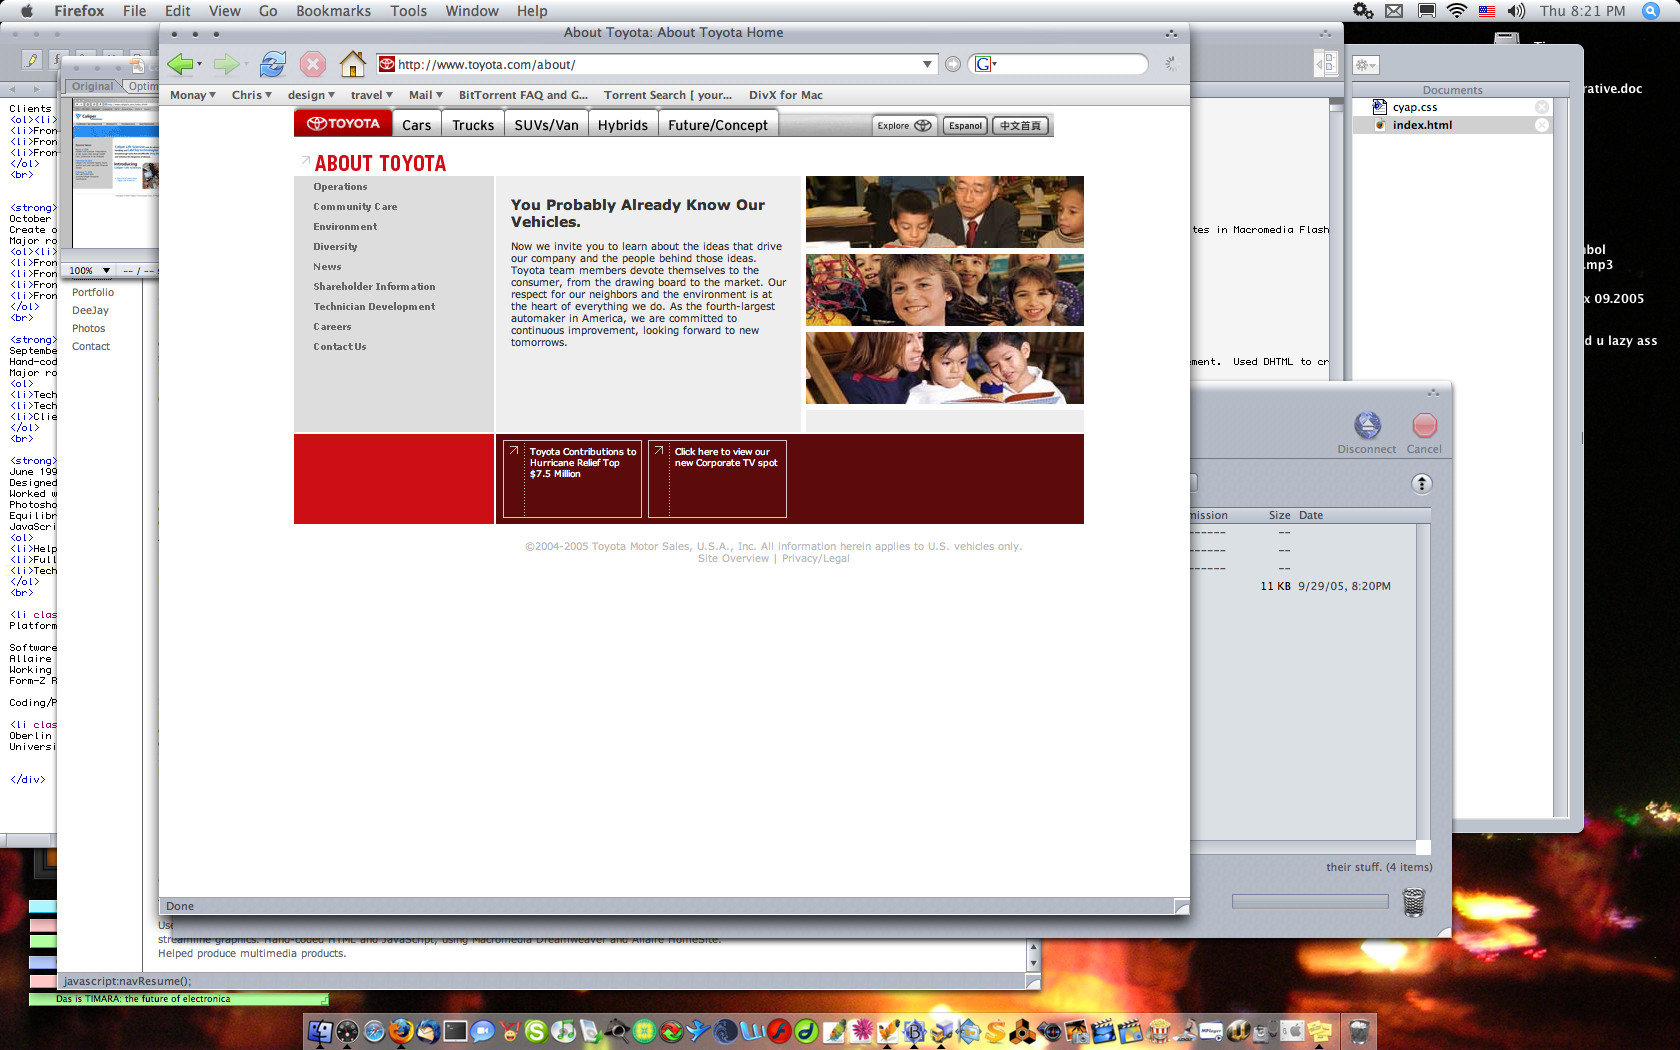 Firefox File Edit View Go Bookmarks Tools Window Help
Thu 8:21 PM
About Toyota: About Toyota Home
http://www.toyota.com/about/
G
Monay Chris design travel Mail BitTorrent FAQ and G... Torrent Search [ your... DivX for Mac
TOYOTA Cars Trucks SUVs/Van Hybrids Future/Concept Explore Espanol 中文首頁
ABOUT TOYOTA
Operations
Community Care
Environment
Diversity
News
Shareholder Information
Technician Development
Careers
Contact Us
You Probably Already Know Our
Vehicles.
Now we invite you to learn about the ideas that drive
our company and the people behind those ideas.
Toyota team members devote themselves to the
consumer, from the drawing board to the market. Our
respect for our neighbors and the environment is at
the heart of everything we do. As the fourth-largest
automaker in America, we are committed to
continuous improvement, looking forward to new
tomorrows.
Toyota Contributions to
Hurricane Relief Top
$7.5 Million
Click here to view our
new Corporate TV spot
©2004-2005 Toyota Motor Sales, U.S.A., Inc. All information herein applies to U.S. vehicles only.
Site Overview | Privacy/Legal
Done
Original Optim
Caliper
Introducing
100% -- / --
Portfolio
DeeJay
Photos
Contact
Clients
<ol><li>
<li>Fron
<li>Fron
</ol>
<br>
<strong>
October
Create o
Major ro
<ol><li>
<li>Fron
<li>Fron
<li>Fron
</ol>
<br>
<strong>
Septembe
Hand-cod
Major ro
<ol>
<li>Tech
<li>Tech
<li>Clie
</ol>
<br>
<strong>
June 199
Designed
Worked w
Photosho
Equilibr
JavaScri
<ol>
<li>Help
<li>Full
<li>Tech
</ol>
<br>
<li clas
Platform
Software
Allaire
Working
Form-Z R
Coding/P
<li clas
Oberlin
Universi
</div>
tes in Macromedia Flash
ement. Used DHTML to cr
Documents
cyap.css
index.html
rative.doc
bol
.mp3
x 09.2005
d u lazy ass
Disconnect Cancel
mission Size Date
------ --
------ --
------ --
11 KB 9/29/05, 8:20PM
their stuff. (4 items)
Use
streamline graphics. Hand-coded HTML and JavaScript, using Macromedia Dreamweaver and Allaire HomeSite.
Helped produce multimedia products.
javascript:navResume();
Das is TIMARA: the future of electronica